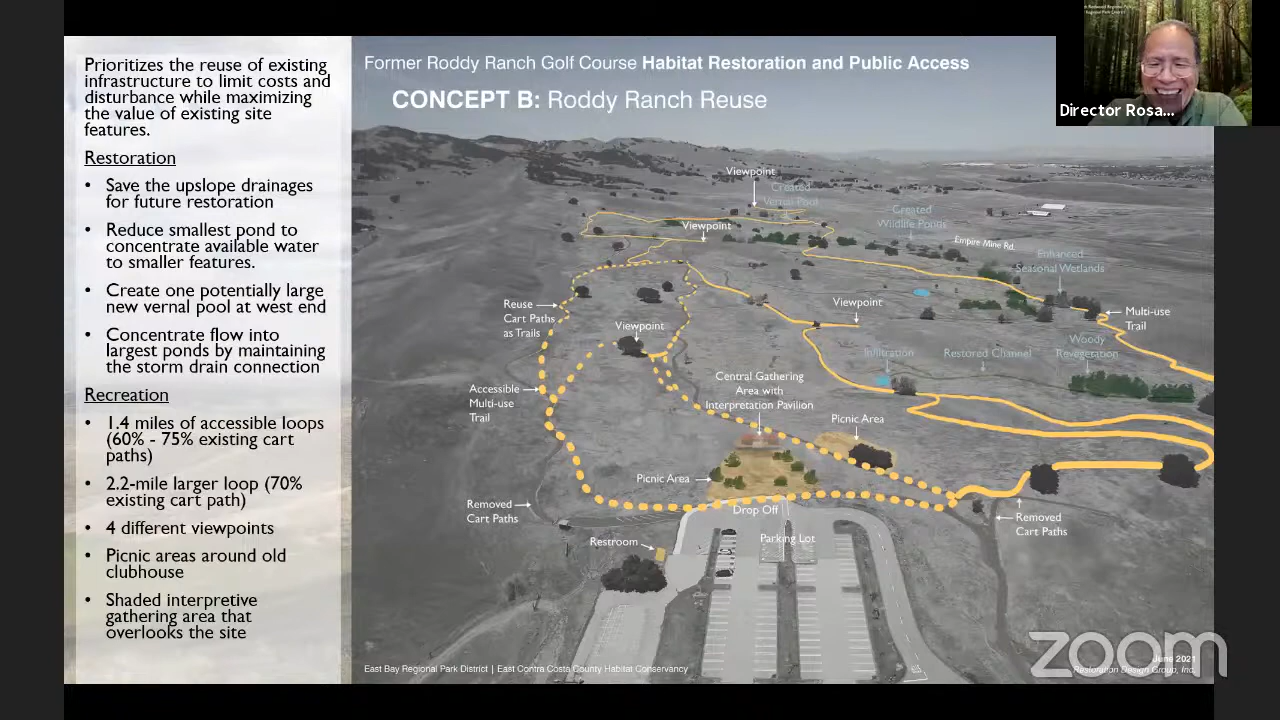 Prioritizes the reuse of existing
infrastructure to limit costs and
disturbance while maximizing
the value of existing site
features.
Restoration
• Save the upslope drainages
for future restoration
• Reduce smallest pond to
concentrate available water
to smaller features.
• Create one potentially large
new vernal pool at west end
• Concentrate flow into
largest ponds by maintaining
the storm drain connection
Recreation
• 1.4 miles of accessible loops
(60% - 75% existing cart
paths)
• 2.2-mile larger loop (70%
existing cart path)
• 4 different viewpoints
• Picnic areas around old
clubhouse
• Shaded interpretive
gathering area that
overlooks the site
Former Roddy Ranch Golf Course Habitat Restoration and Public Access
CONCEPT B: Roddy Ranch Reuse
Director Rosa...
Viewpoint
Created
Vernal Pool
Viewpoint
Created
Wildlife Ponds
Empire Mine Rd.
Enhanced
Seasonal Wetlands
Reuse
Cart Paths
as Trails
Viewpoint
Viewpoint
Multi-use
Trail
Infiltration
Restored Channel
Woody
Revegetation
Accessible
Multi-use
Trail
Central Gathering
Area with
Interpretation Pavilion
Picnic Area
Picnic Area
Removed
Cart Paths
Drop Off
Removed
Cart Paths
Restroom
Parking Lot
East Bay Regional Park District | East Contra Costa County Habitat Conservancy
June 2021
Restoration Design Group, Inc.
zoom